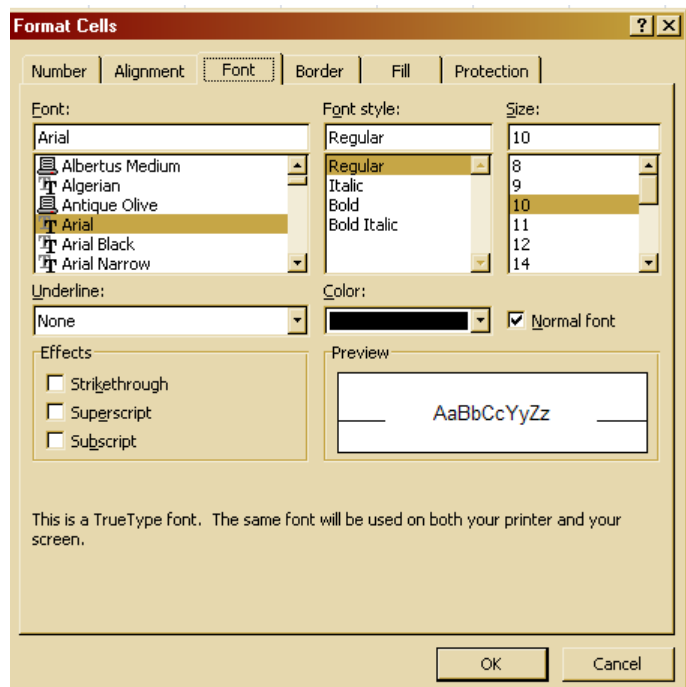 Format Cells
Number Alignment Font Border Fill Protection
Font: Font style: Size:
Arial Regular 10
Albertus Medium Regular 8
Algerian Italic 9
Antique Olive Bold 10
Arial Bold Italic 11
Arial Black 12
Arial Narrow 14
Underline: Color:
None Normal font
Effects Preview
Strikethrough
Superscript AaBbCcYyZz
Subscript
This is a TrueType font. The same font will be used on both your printer and your
screen.
OK Cancel